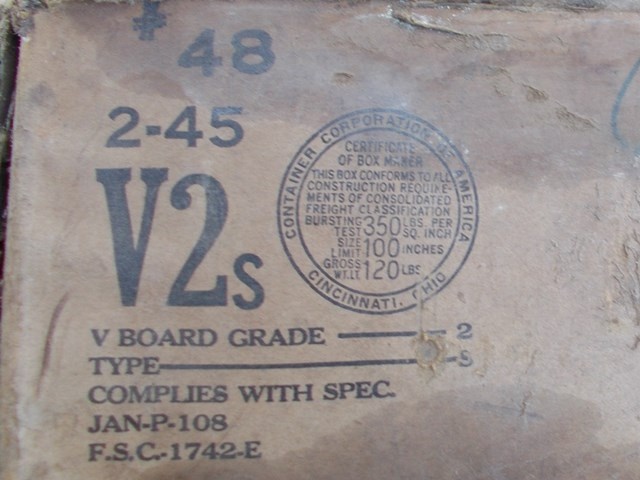 # 48
2-45
V2s
CONTAINER CORPORATION OF AMERICA
CINCINNATI, OHIO
CERTIFICATE
OF BOX MAKER
THIS BOX CONFORMS TO ALL
CONSTRUCTION REQUIRE-
MENTS OF CONSOLIDATED
FREIGHT CLASSIFICATION
BURSTING TEST 350 LBS. PER SQ. INCH
SIZE LIMIT 100 INCHES
GROSS WT. LT. 120 LBS.
V BOARD GRADE 2
TYPE S
COMPLIES WITH SPEC.
JAN-P-108
F.S.C.-1742-E